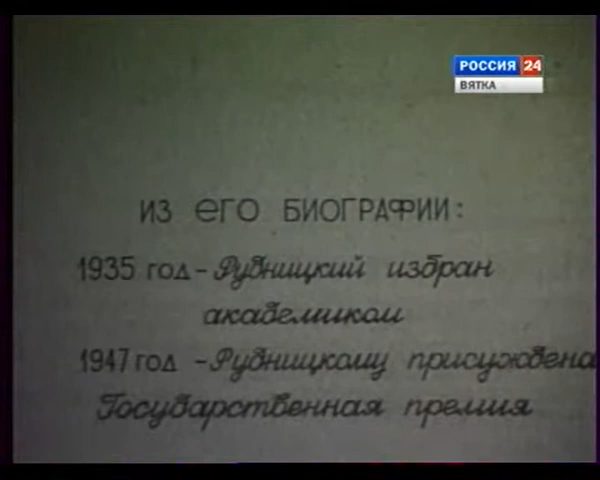 РОССИЯ 24
ВЯТКА
ИЗ ЕГО БИОГРАФИИ:
1935 год - Рудницкий избран
академиком
1947 год - Рудницкому присуждена
Государственная премия